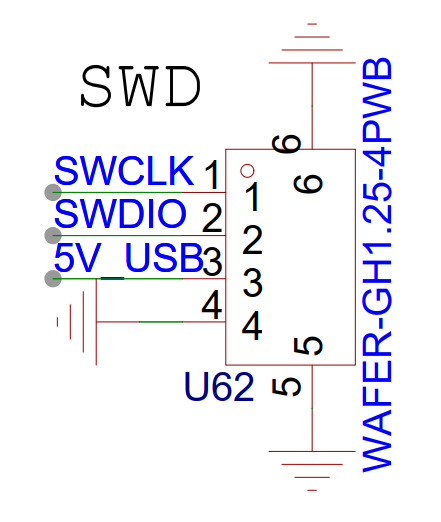 SWD
SWCLK 1
SWDIO 2
5V_USB 3
4
1
2
3
4
6
6
5
5
U62
WAFER-GH1.25-4PWB